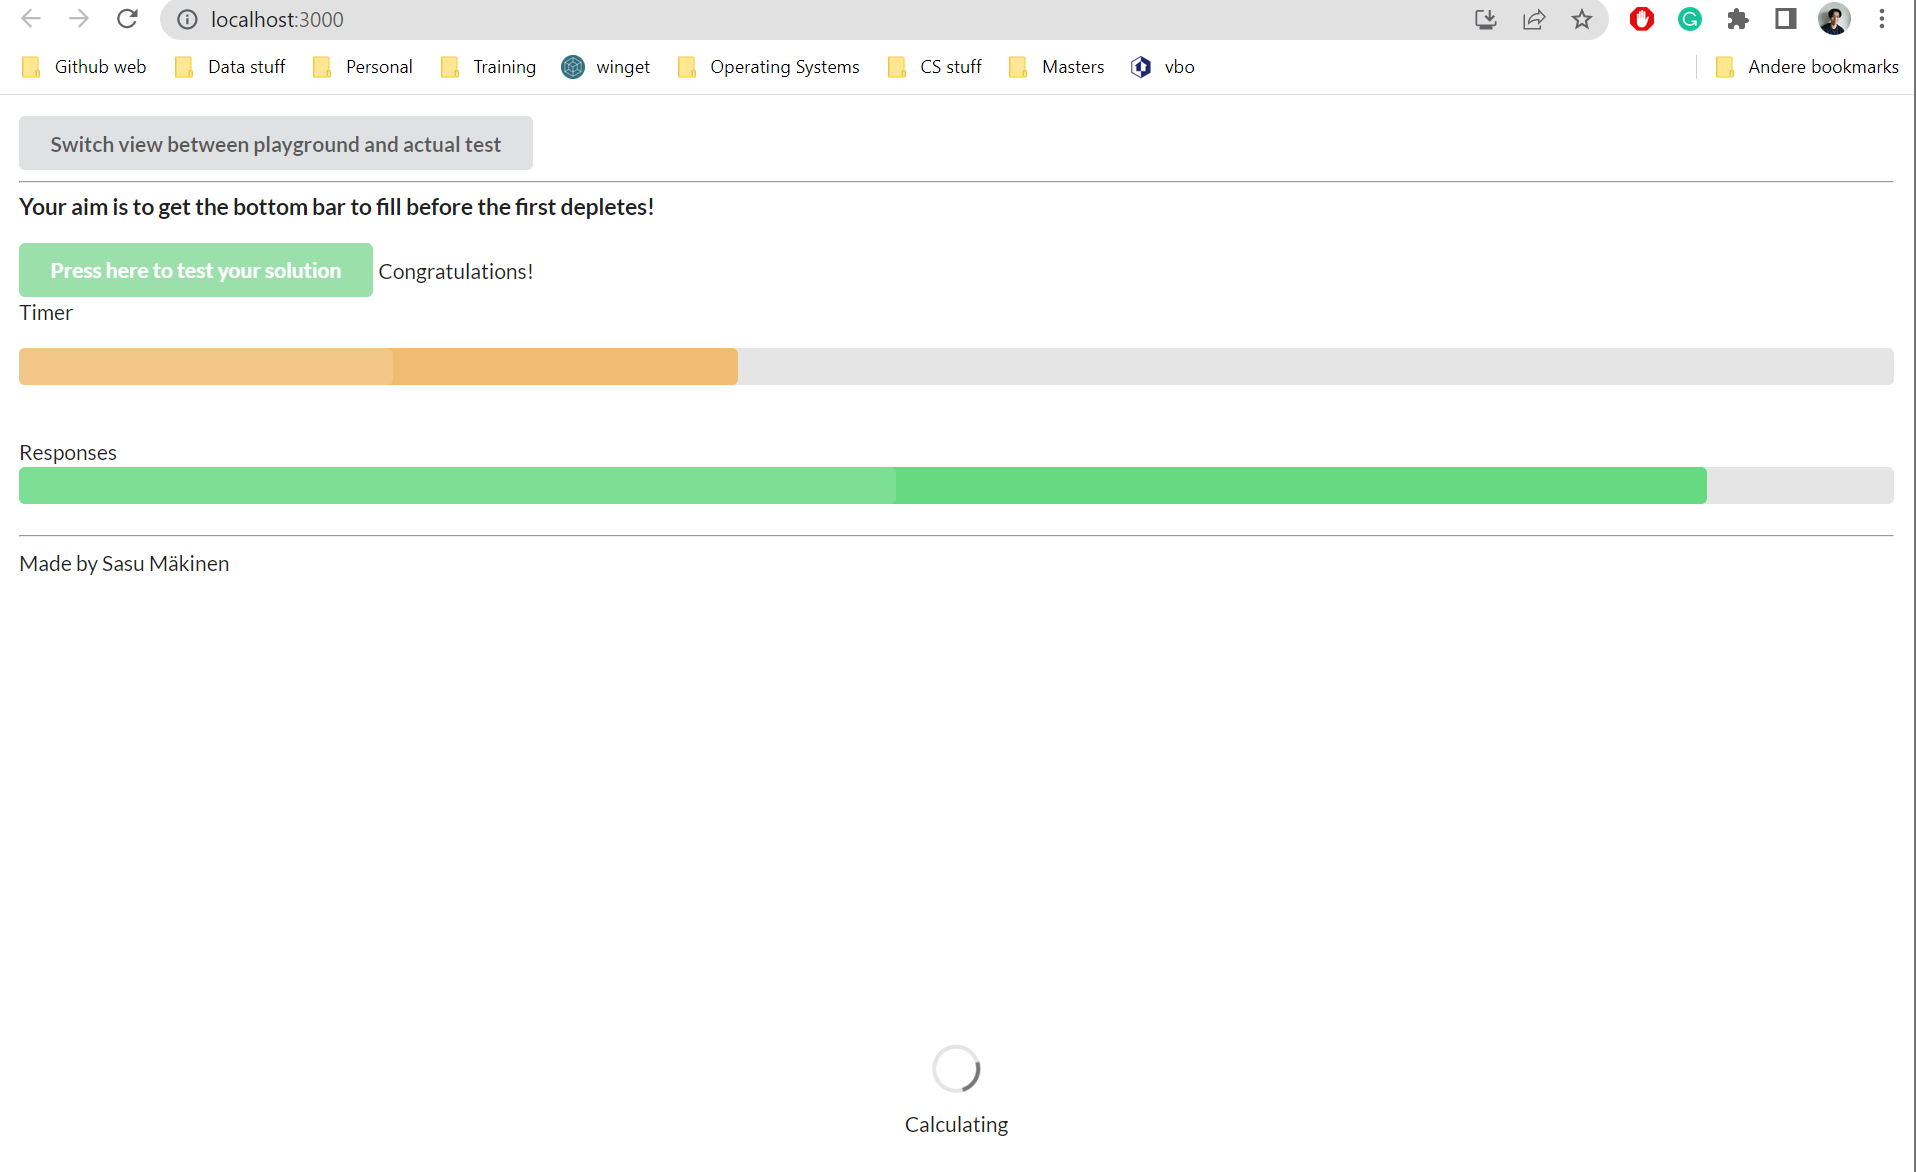 localhost:3000
Github web Data stuff Personal Training winget Operating Systems CS stuff Masters vbo Andere bookmarks
Switch view between playground and actual test
Your aim is to get the bottom bar to fill before the first depletes!
Press here to test your solution Congratulations!
Timer
Responses
Made by Sasu Mäkinen
Calculating